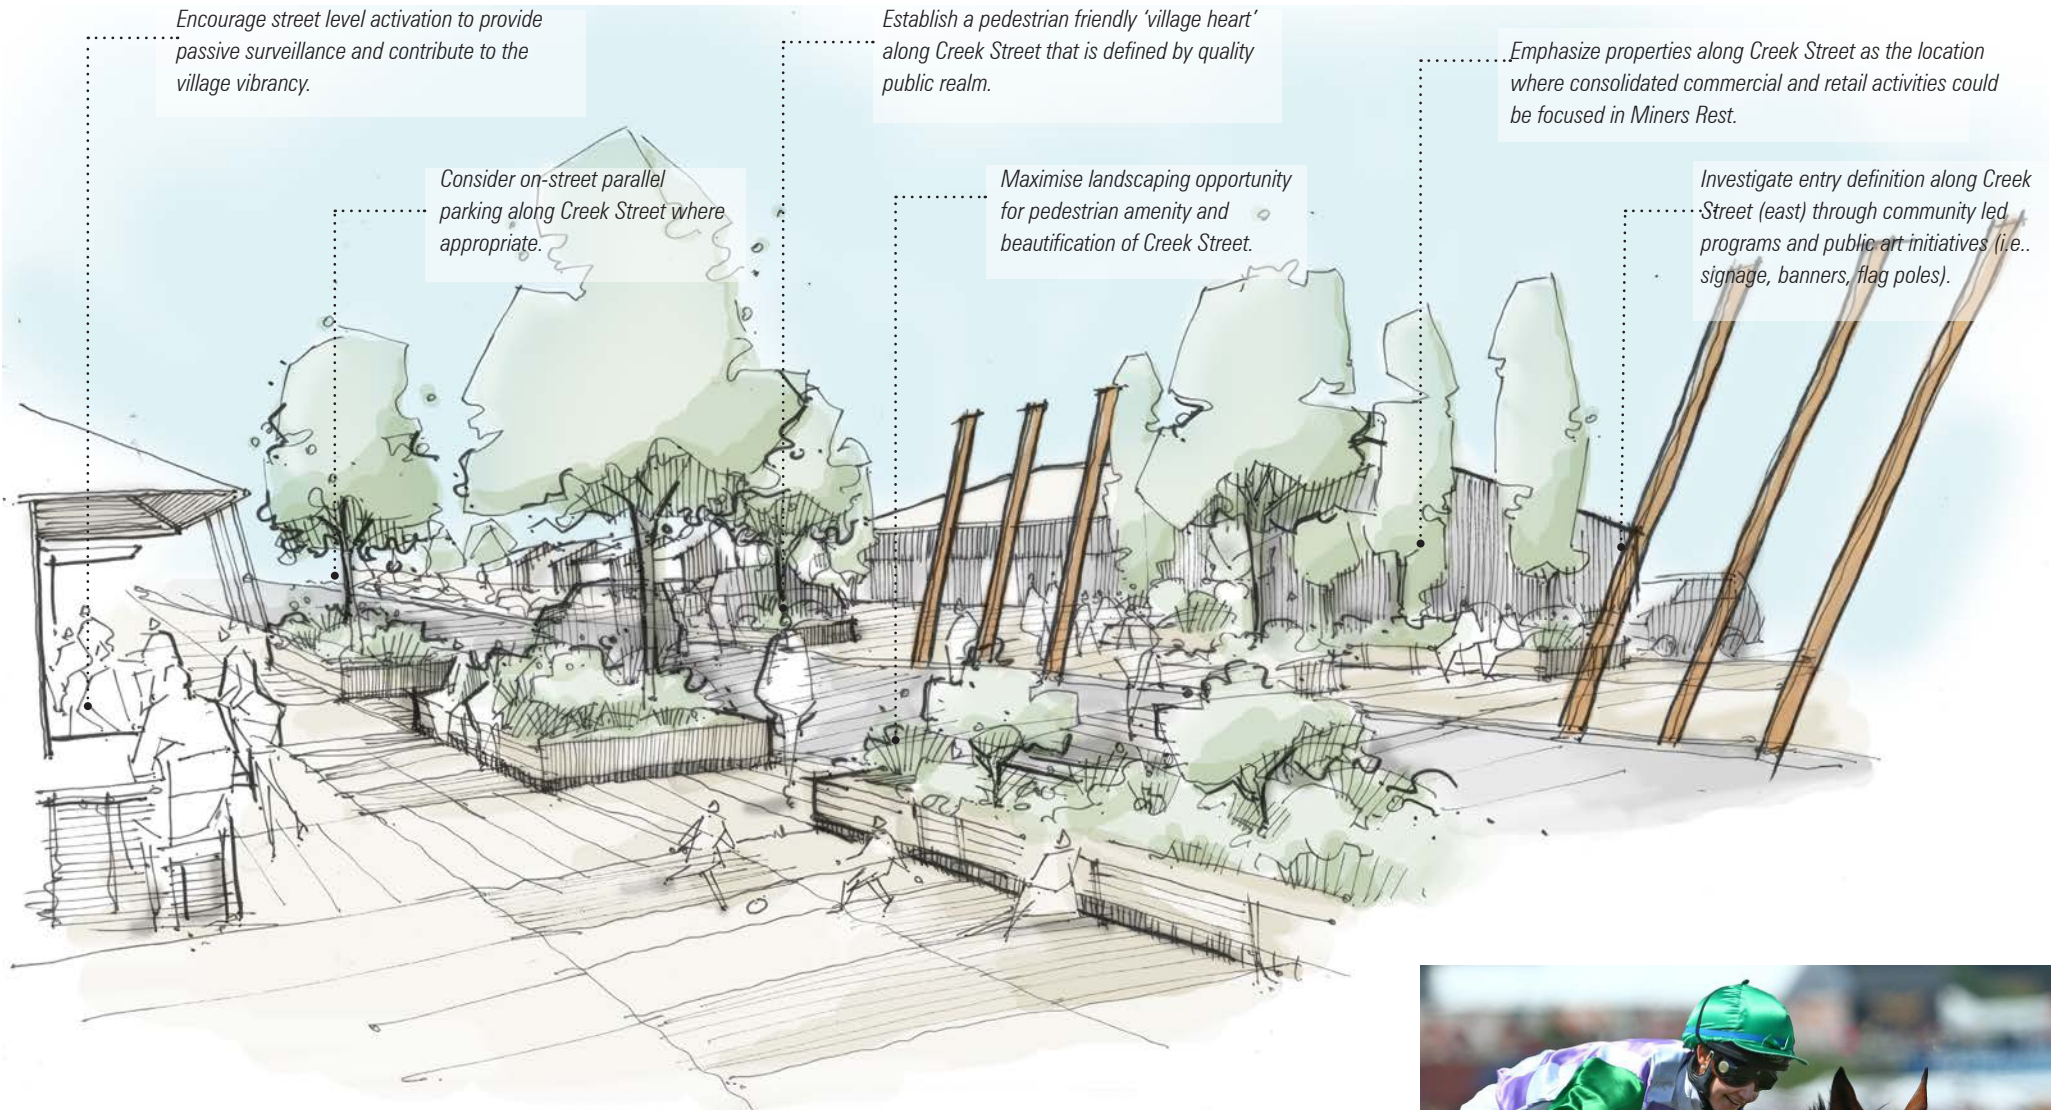 Encourage street level activation to provide
passive surveillance and contribute to the
village vibrancy.
Establish a pedestrian friendly ‘village heart’
along Creek Street that is defined by quality
public realm.
Emphasize properties along Creek Street as the location
where consolidated commercial and retail activities could
be focused in Miners Rest.
Consider on-street parallel
parking along Creek Street where
appropriate.
Maximise landscaping opportunity
for pedestrian amenity and
beautification of Creek Street.
Investigate entry definition along Creek
Street (east) through community led
programs and public art initiatives (i.e..
signage, banners, flag poles).